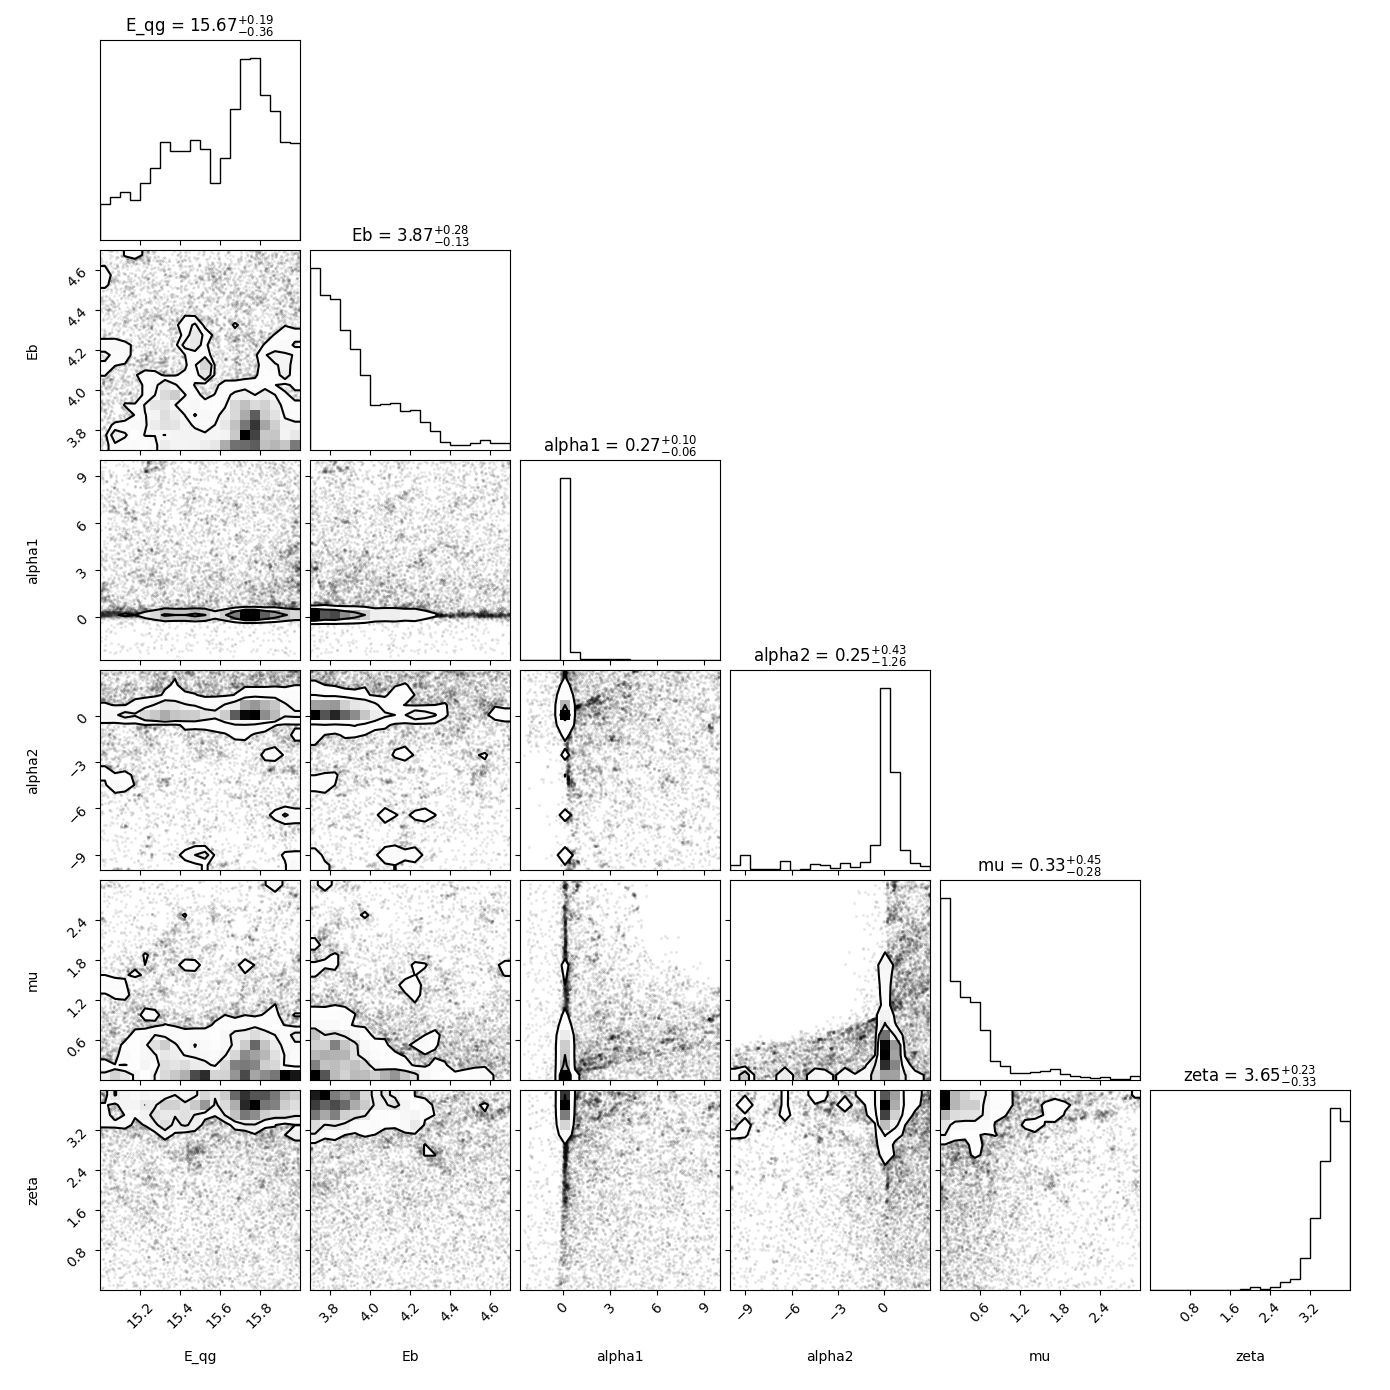 E_qg = 15.67+0.19−0.36
Eb = 3.87+0.28−0.13
4.6
4.4
4.2
4.0
3.8
Eb
alpha1 = 0.27+0.10−0.06
9
6
3
0
alpha1
alpha2 = 0.25+0.43−1.26
0
−3
−6
−9
alpha2
mu = 0.33+0.45−0.28
2.4
1.8
1.2
0.6
mu
zeta = 3.65+0.23−0.33
3.2
2.4
1.6
0.8
zeta
15.2 15.4 15.6 15.8 3.8 4.0 4.2 4.4 4.6 0 3 6 9 −9 −6 −3 0 0.6 1.2 1.8 2.4 0.8 1.6 2.4 3.2
E_qg Eb alpha1 alpha2 mu zeta